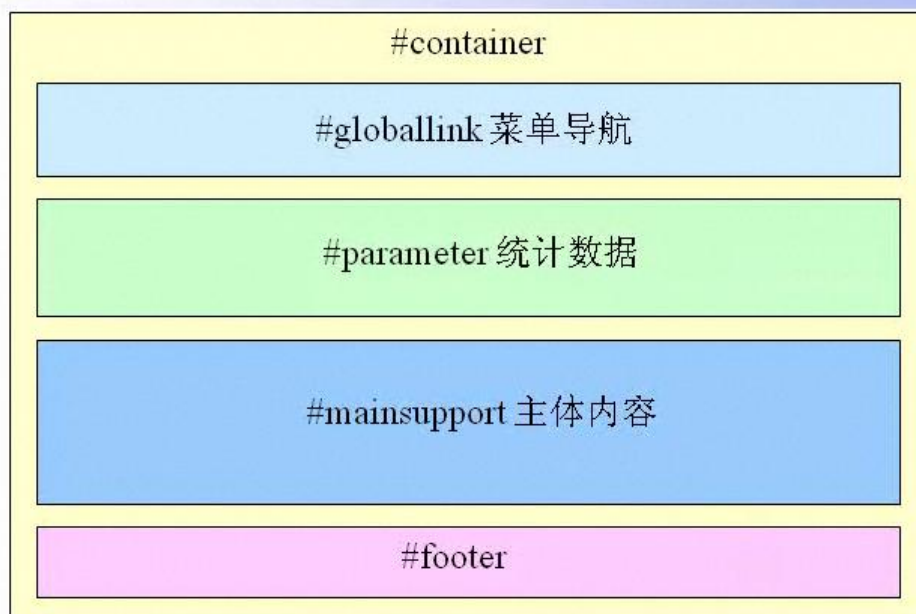 #container
#globallink 菜单导航
#parameter 统计数据
#mainsupport 主体内容
#footer